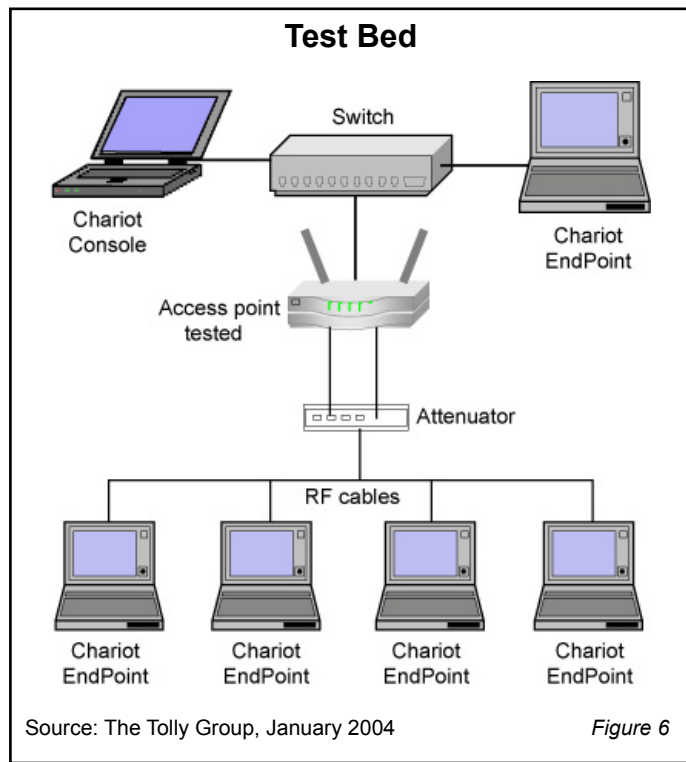 Test Bed
Switch
Chariot
Console
Chariot
EndPoint
Access point
tested
Attenuator
RF cables
Chariot
EndPoint
Chariot
EndPoint
Chariot
EndPoint
Chariot
EndPoint
Source: The Tolly Group, January 2004
Figure 6